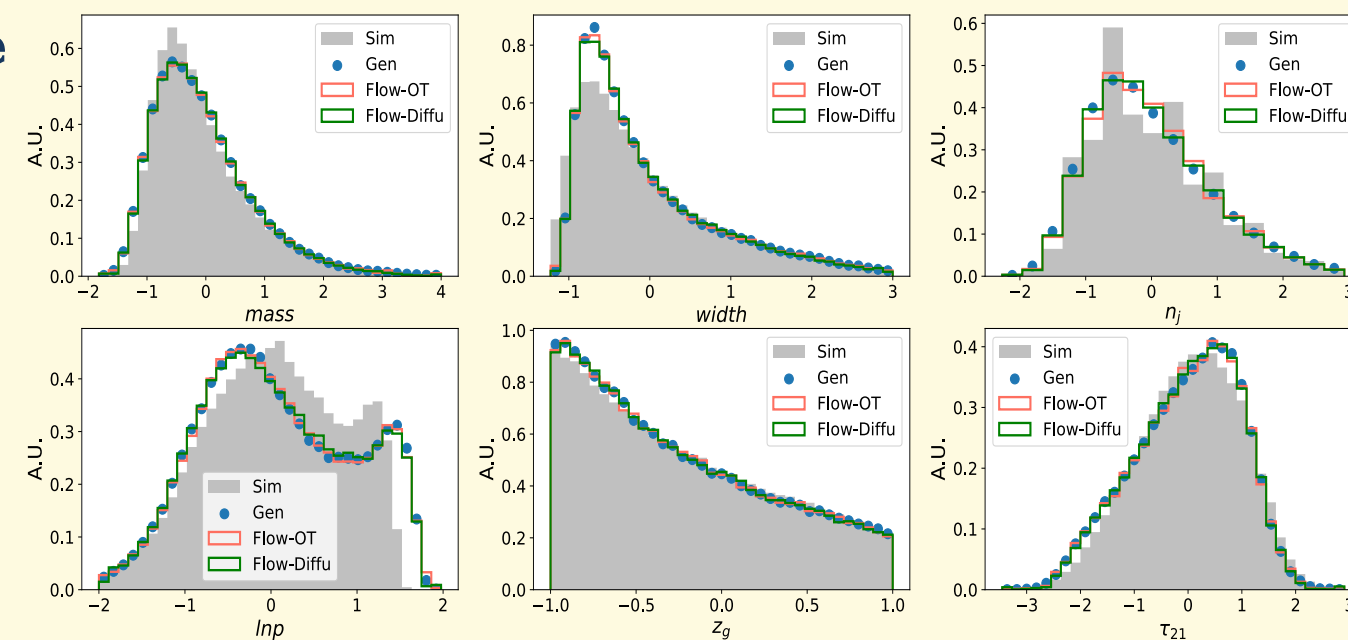 e
Sim
Gen
Flow-OT
Flow-Diffu
A.U.
0.6
0.5
0.4
0.3
0.2
0.1
0.0
−2 −1 0 1 2 3 4
mass
Sim
Gen
Flow-OT
Flow-Diffu
A.U.
0.8
0.6
0.4
0.2
0.0
−1 0 1 2 3
width
Sim
Gen
Flow-OT
Flow-Diffu
A.U.
0.6
0.5
0.4
0.3
0.2
0.1
0.0
−2 −1 0 1 2 3
n_j
Sim
Gen
Flow-OT
Flow-Diffu
A.U.
0.4
0.3
0.2
0.1
0.0
−2 −1 0 1 2
lnp
Sim
Gen
Flow-OT
Flow-Diffu
A.U.
1.0
0.8
0.6
0.4
0.2
0.0
−1.0 −0.5 0.0 0.5 1.0
z_g
Sim
Gen
Flow-OT
Flow-Diffu
A.U.
0.4
0.3
0.2
0.1
0.0
−3 −2 −1 0 1 2 3
τ_21